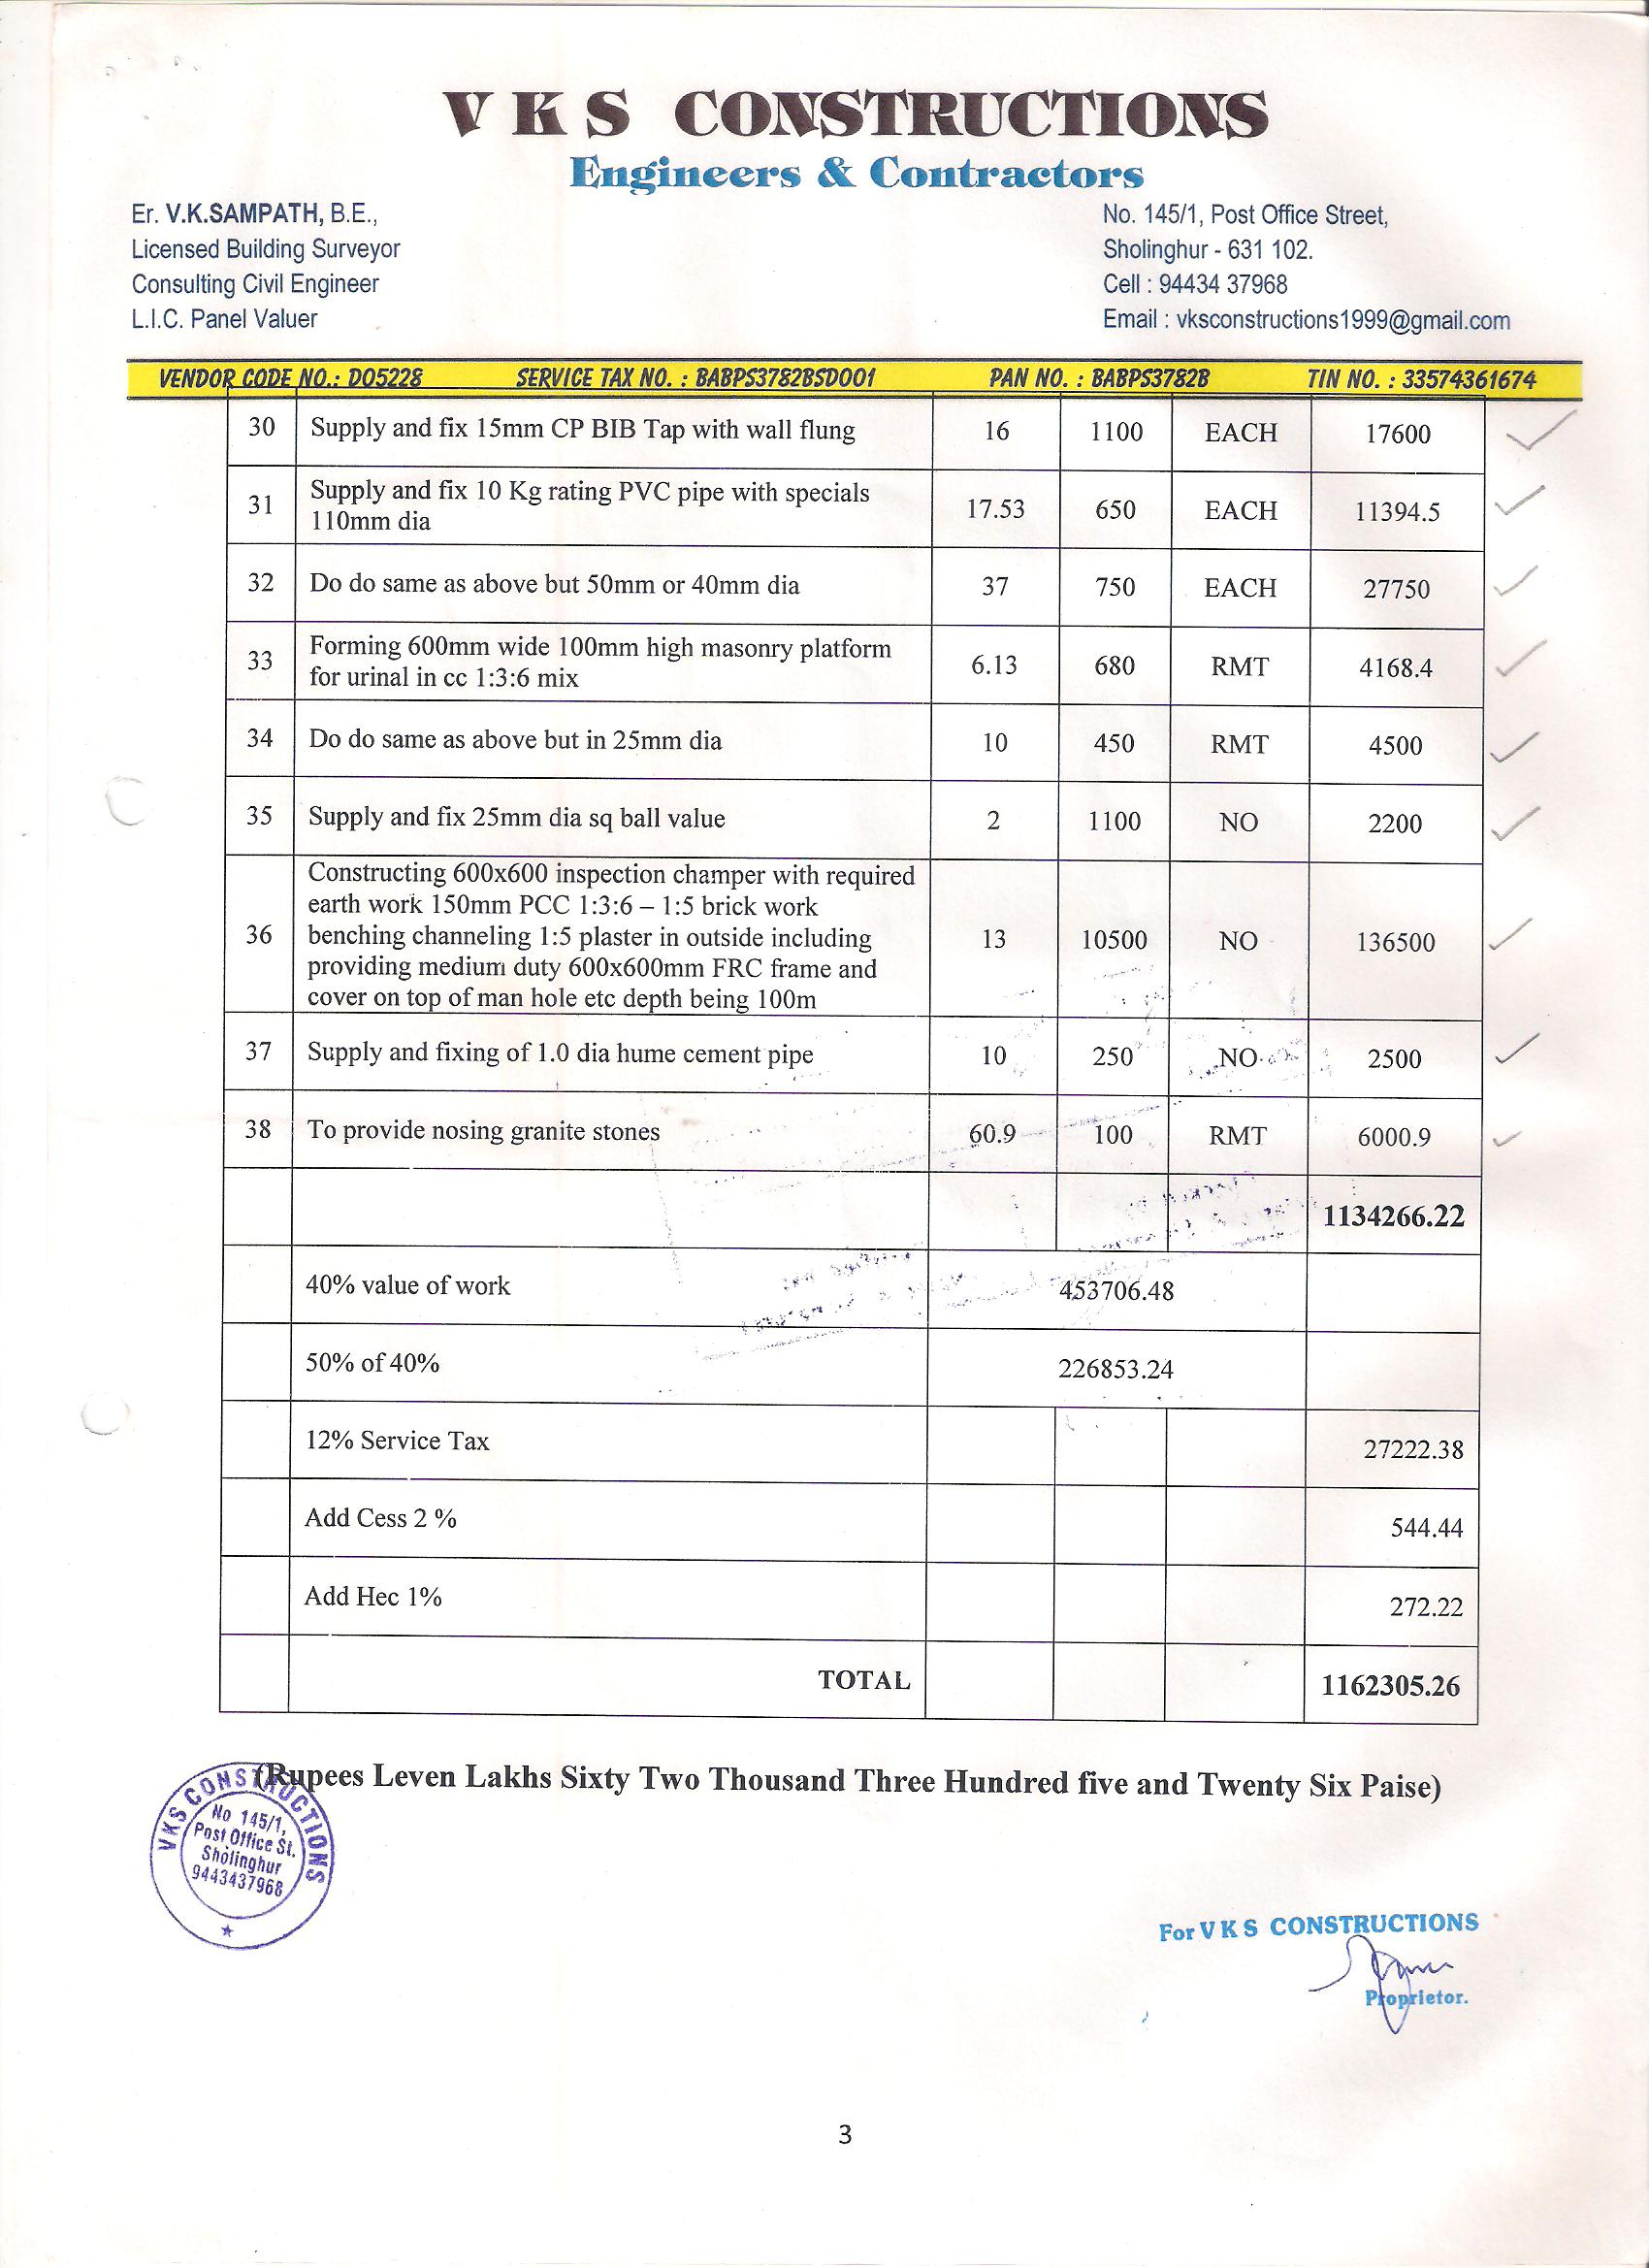 V K S CONSTRUCTIONS
Engineers & Contractors
Er. V.K.SAMPATH, B.E.,
Licensed Building Surveyor
Consulting Civil Engineer
L.I.C. Panel Valuer
No. 145/1, Post Office Street,
Sholinghur - 631 102.
Cell : 94434 37968
Email : vksconstructions1999@gmail.com
VENDOR CODE NO.: DO5228 SERVICE TAX NO. : BABPS3782BSD001 PAN NO. : BABPS3782B TIN NO. : 33574361674
30 Supply and fix 15mm CP BIB Tap with wall flung 16 1100 EACH 17600
31 Supply and fix 10 Kg rating PVC pipe with specials
110mm dia 17.53 650 EACH 11394.5
32 Do do same as above but 50mm or 40mm dia 37 750 EACH 27750
33 Forming 600mm wide 100mm high masonry platform
for urinal in cc 1:3:6 mix 6.13 680 RMT 4168.4
34 Do do same as above but in 25mm dia 10 450 RMT 4500
35 Supply and fix 25mm dia sq ball value 2 1100 NO 2200
36 Constructing 600x600 inspection champer with required
earth work 150mm PCC 1:3:6 – 1:5 brick work
benching channeling 1:5 plaster in outside including
providing medium duty 600x600mm FRC frame and
cover on top of man hole etc depth being 100m 13 10500 NO 136500
37 Supply and fixing of 1.0 dia hume cement pipe 10 250 NO 2500
38 To provide nosing granite stones 60.9 100 RMT 6000.9
1134266.22
40% value of work 453706.48
50% of 40% 226853.24
12% Service Tax 27222.38
Add Cess 2 % 544.44
Add Hec 1% 272.22
TOTAL 1162305.26
(Rupees Leven Lakhs Sixty Two Thousand Three Hundred five and Twenty Six Paise)
VKS CONSTRUCTIONS
No 145/1,
Post Office St.
Sholinghur
9443437968
For V K S CONSTRUCTIONS
Proprietor.
3